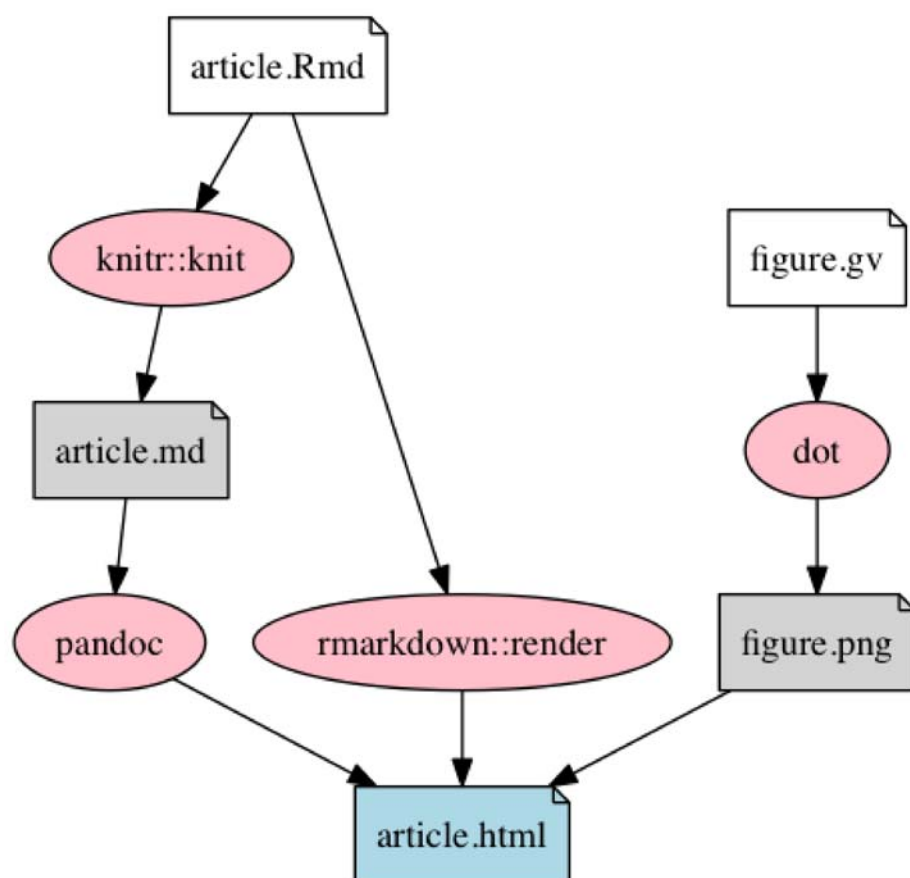 article.Rmd
knitr::knit
figure.gv
article.md
dot
pandoc
rmarkdown::render
figure.png
article.html